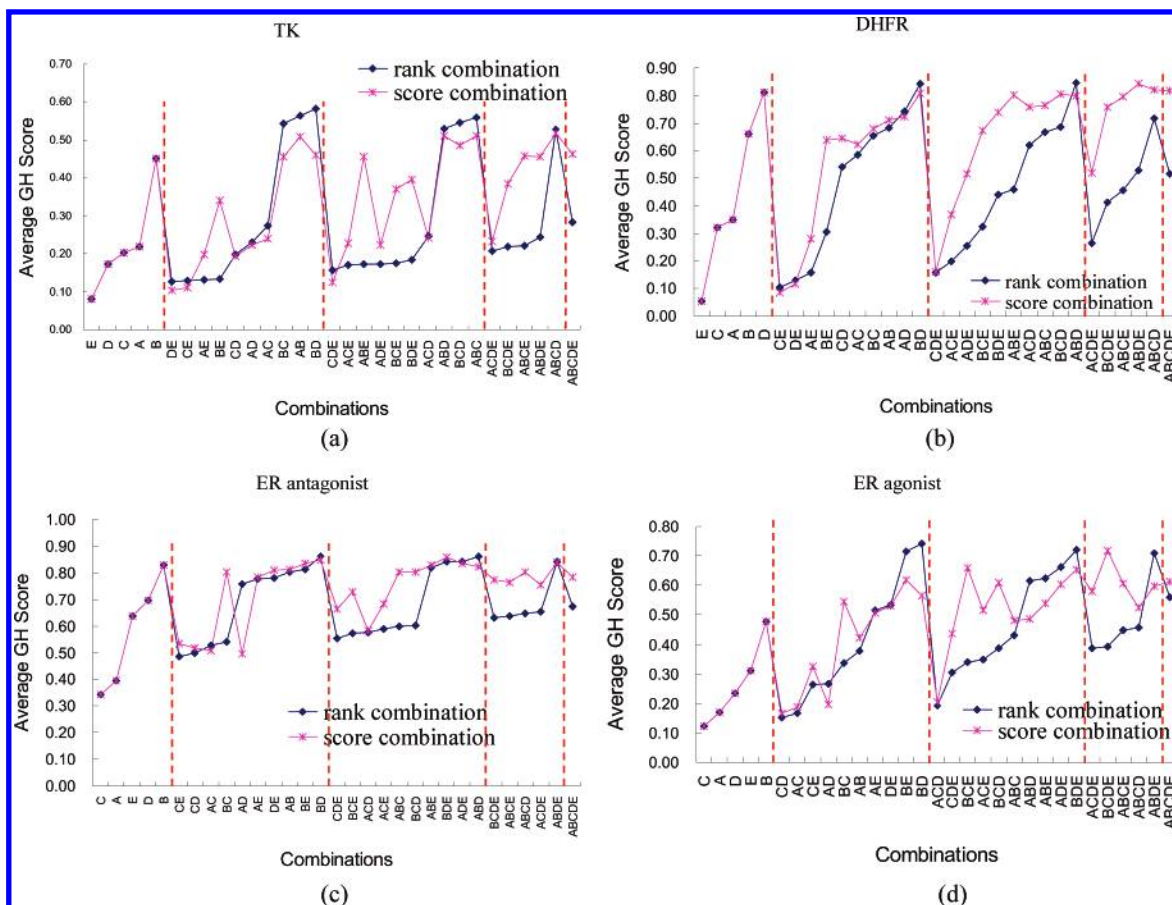 TK
rank combination
score combination
Average GH Score
0.70
0.60
0.50
0.40
0.30
0.20
0.10
0.00
E D C A B DE CE AE BE CD AD AC BC AB BD CDE ACE ABE ADE BCE BDE ACD ABD BCD ABC ACDE BCDE ABCE ABDE ABCD ABCDE
Combinations
(a)
DHFR
Average GH Score
0.90
0.80
0.70
0.60
0.50
0.40
0.30
0.20
0.10
0.00
rank combination
score combination
E C A B D CE DE AE BE CD AC BC AB AD BD CDE ACE ADE BCE BDE ABE ACD ABC BCD ABD ACDE BCDE ABCE ABDE ABCD ABCDE
Combinations
(b)
ER antagonist
Average GH Score
1.00
0.90
0.80
0.70
0.60
0.50
0.40
0.30
0.20
0.10
0.00
rank combination
score combination
C A E D B CE CD AC BC AD AE DE AB BE BD CDE BCE ACD ACE ABC BCD ABE BDE ADE ABD BCDE ABCE ABCD ACDE ABDE ABCDE
Combinations
(c)
ER agonist
Average GH Score
0.80
0.70
0.60
0.50
0.40
0.30
0.20
0.10
0.00
rank combination
score combination
C A D E B CD AC CE AD BC AB AE DE BE BD ACD CDE BCE ACE BCD ABC ABD ABE ADE BDE ACDE BCDE ABCE ABCD ABDE ABCDE
Combinations
(d)